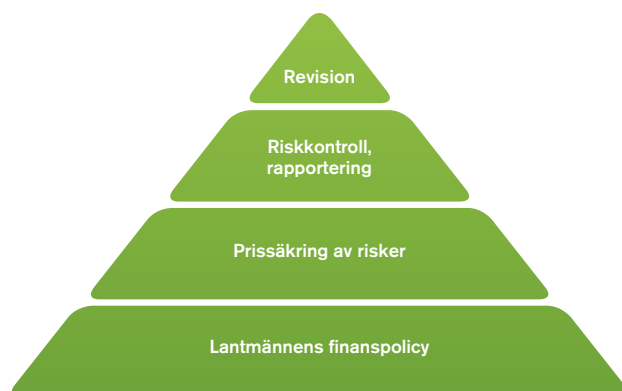 Revision
Riskkontroll,
rapportering
Prissäkring av risker
Lantmännens finanspolicy